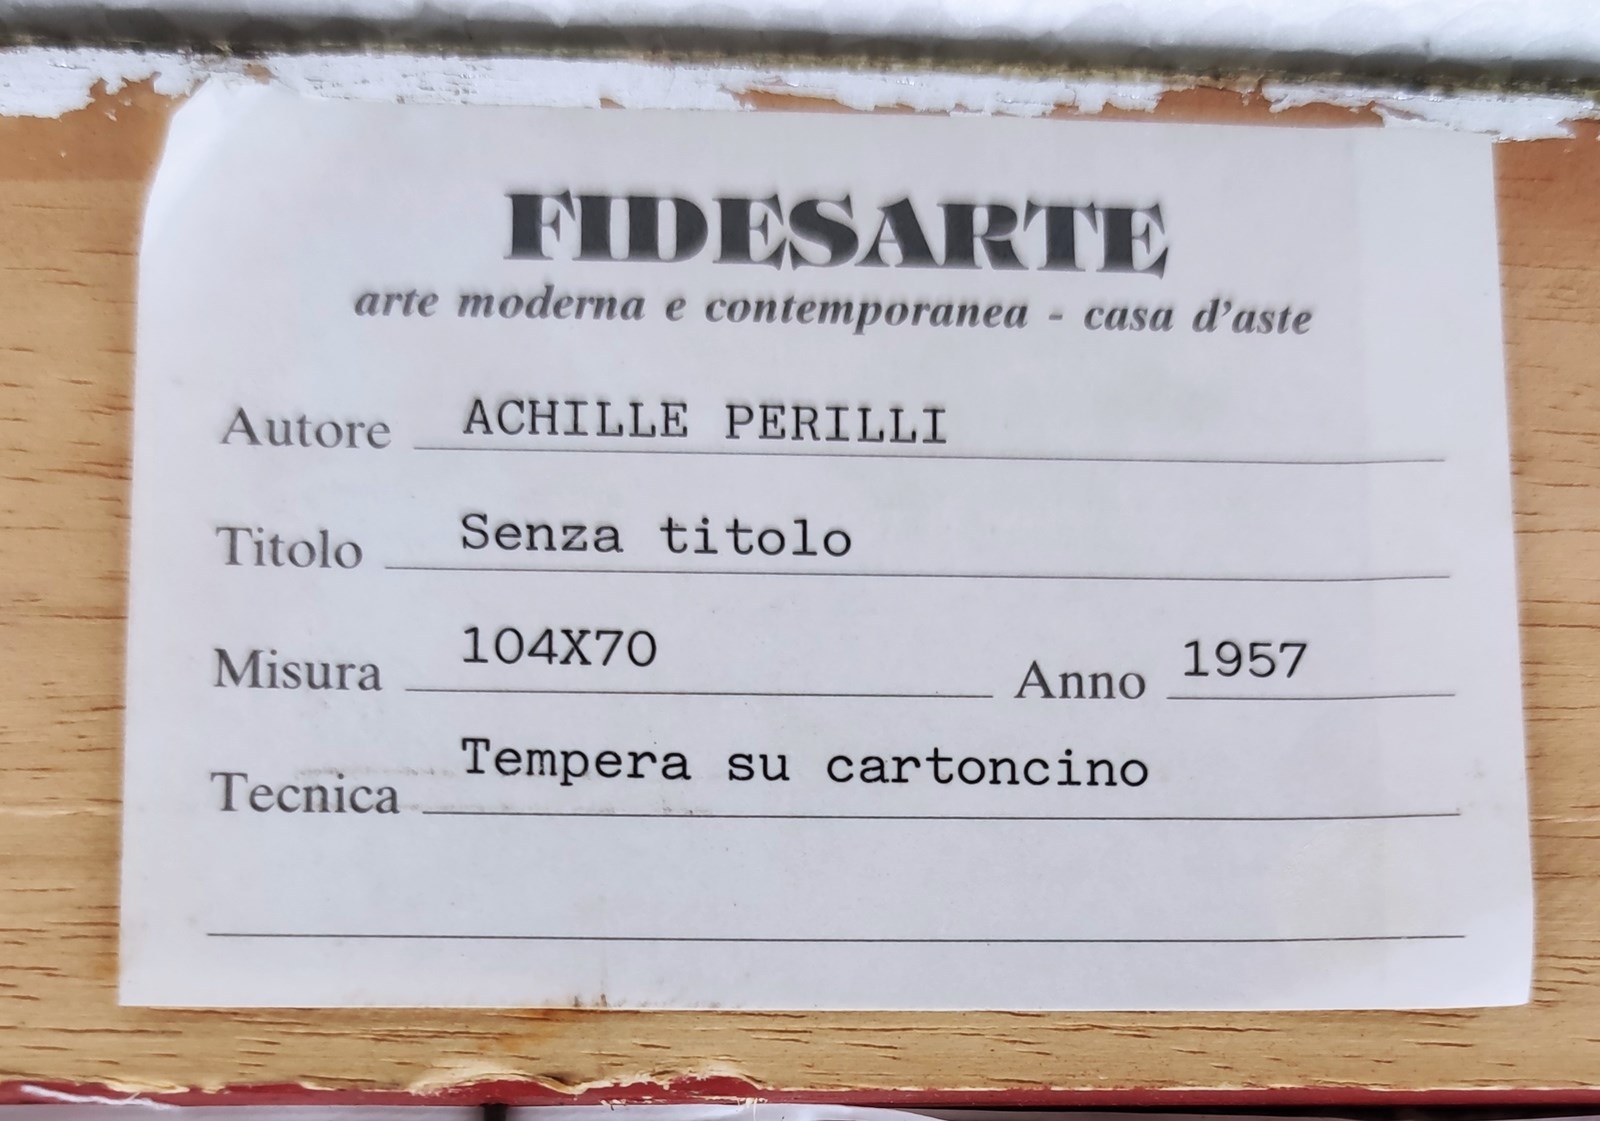 FIDESARTE
arte moderna e contemporanea - casa d'aste
Autore ACHILLE PERILLI
Titolo Senza titolo
Misura 104X70 Anno 1957
Tecnica Tempera su cartoncino